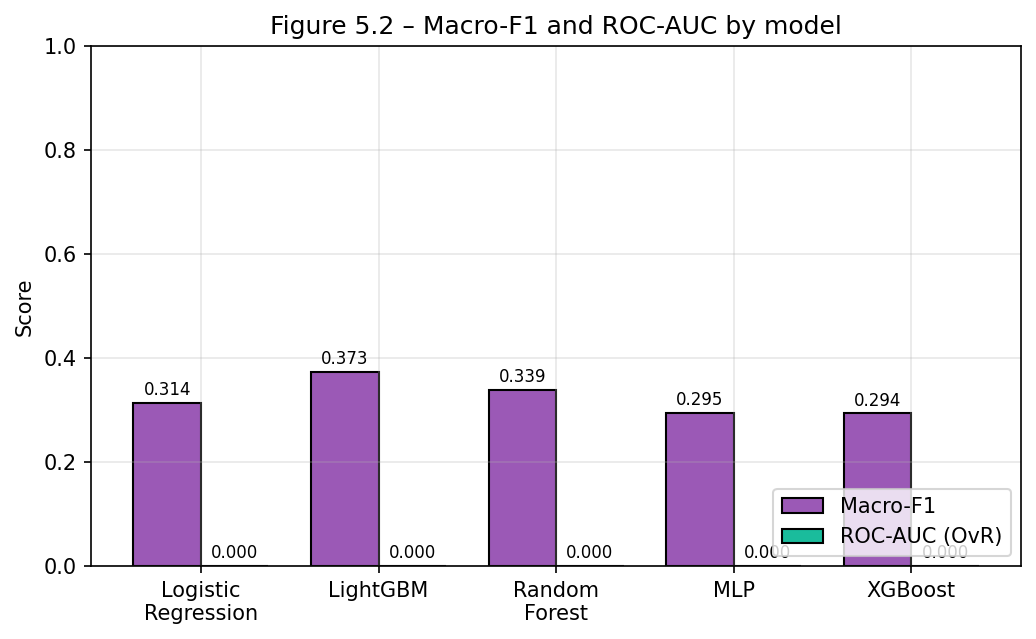 Figure 5.2 – Macro-F1 and ROC-AUC by model
Score
1.0
0.8
0.6
0.4
0.2
0.0
0.314
0.373
0.339
0.295
0.294
0.000
0.000
0.000
0.000
0.000
Macro-F1
ROC-AUC (OvR)
Logistic
Regression
LightGBM
Random
Forest
MLP
XGBoost